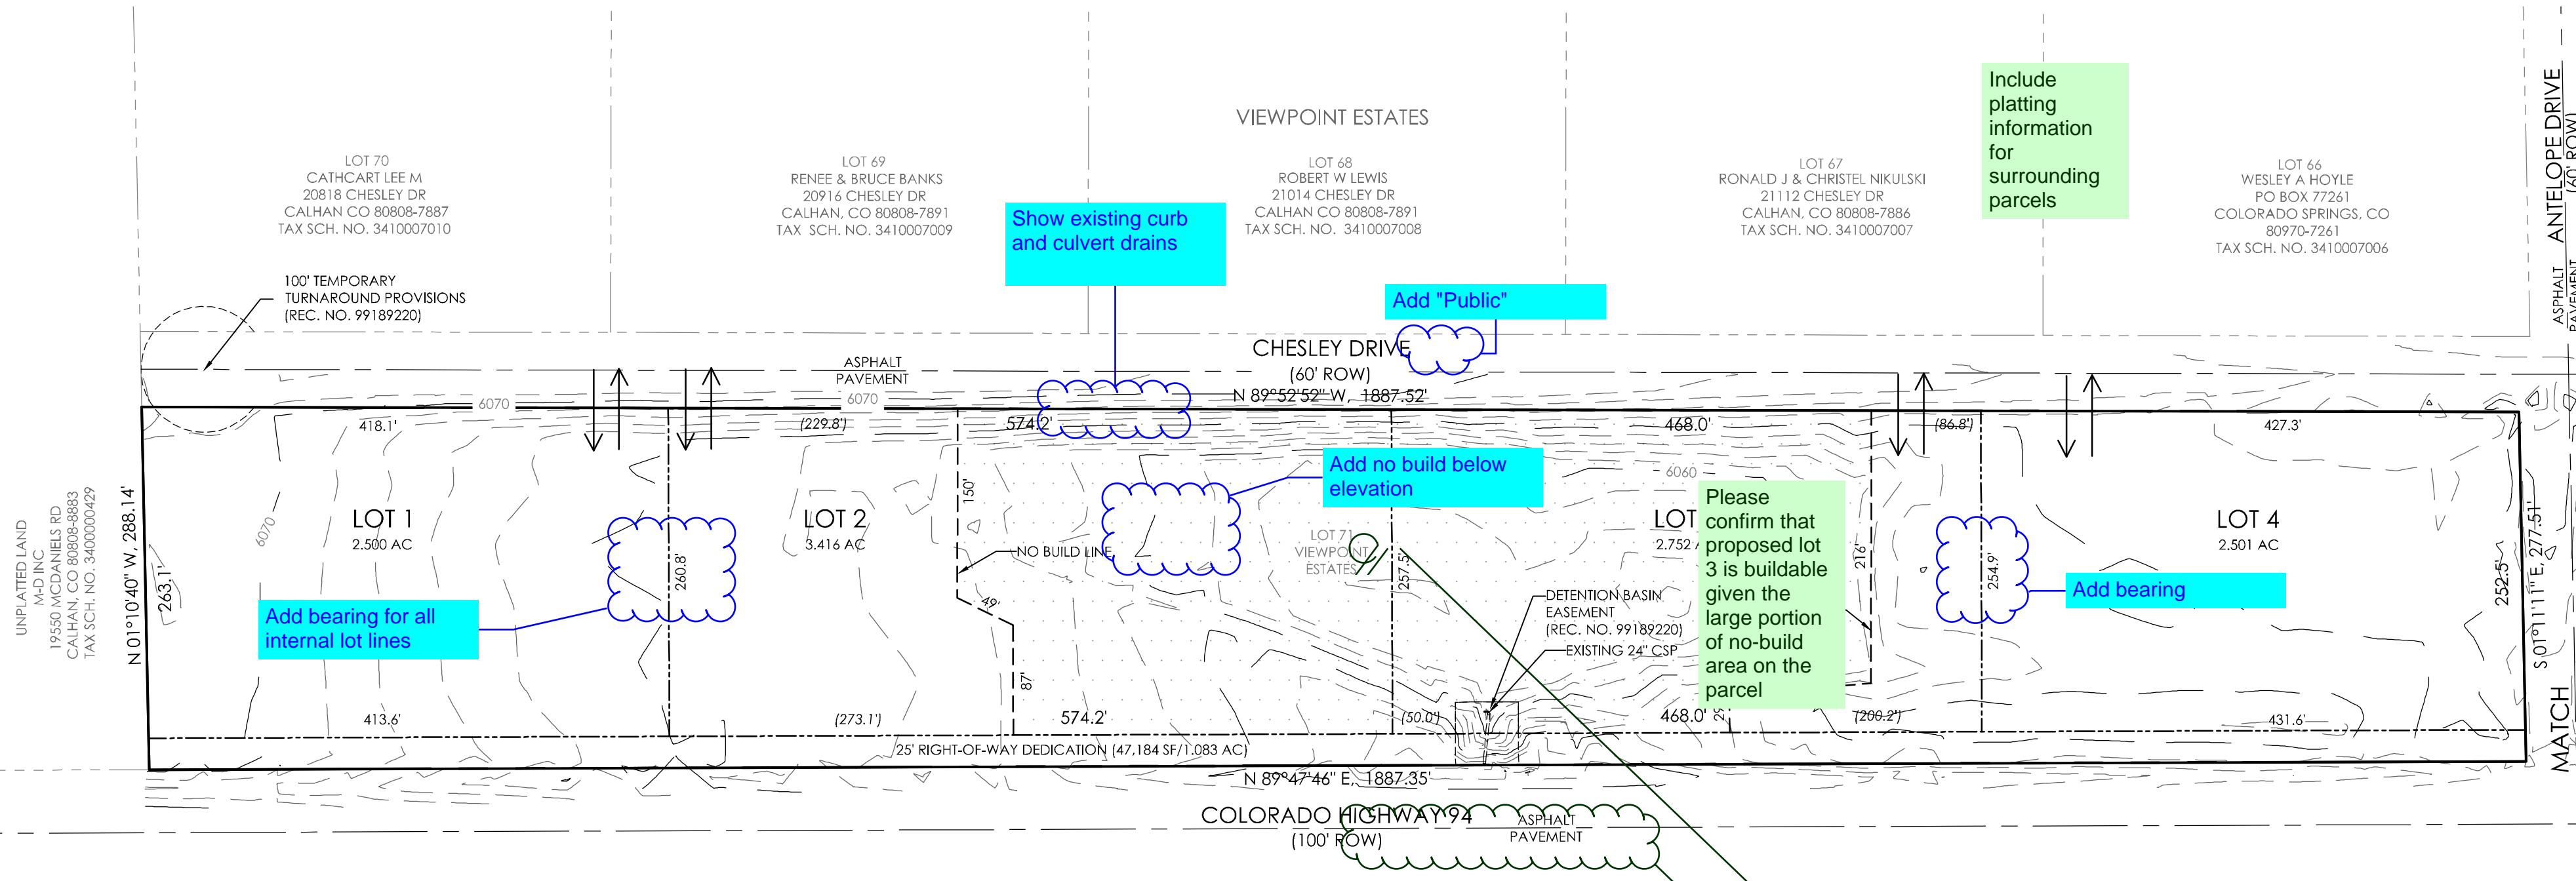 VIEWPOINT ESTATES
LOT 70
CATHCART LEE M
20818 CHESLEY DR
CALHAN CO 80808-7887
TAX SCH. NO. 3410007010
LOT 69
RENEE & BRUCE BANKS
20916 CHESLEY DR
CALHAN, CO 80808-7891
TAX SCH. NO. 3410007009
LOT 68
ROBERT W LEWIS
21014 CHESLEY DR
CALHAN CO 80808-7891
TAX SCH. NO. 3410007008
LOT 67
RONALD J & CHRISTEL NIKULSKI
21112 CHESLEY DR
CALHAN, CO 80808-7886
TAX SCH. NO. 3410007007
Include
platting
information
for
surrounding
parcels
LOT 66
WESLEY A HOYLE
PO BOX 77261
COLORADO SPRINGS, CO
80970-7261
TAX SCH. NO. 3410007006
ANTELOPE DRIVE
(60' ROW)
ASPHALT
PAVEMENT
Show existing curb
and culvert drains
Add "Public"
100' TEMPORARY
TURNAROUND PROVISIONS
(REC. NO. 99189220)
ASPHALT
PAVEMENT
CHESLEY DRIVE
(60' ROW)
N 89°52'52" W, 1887.52'
6070
6070
418.1'
(229.8')
574.2'
468.0'
(86.8')
427.3'
UNPLATTED LAND
M-D INC
19550 MCDANIELS RD
CALHAN, CO 80808-8883
TAX SCH. NO. 3400000429
N 01°10'40" W, 288.14'
263.1'
6070
LOT 1
2.500 AC
260.8'
LOT 2
3.416 AC
150'
NO BUILD LINE
49'
87'
Add no build below
elevation
6060
LOT 71
VIEWPOINT
ESTATES
257.5'
LOT
2.752
Please
confirm that
proposed lot
3 is buildable
given the
large portion
of no-build
area on the
parcel
216'
254.9'
LOT 4
2.501 AC
Add bearing
252.5'
S 01°11'11" E, 277.51'
MATCH
Add bearing for all
internal lot lines
DETENTION BASIN
EASEMENT
(REC. NO. 99189220)
EXISTING 24" CSP
413.6'
(273.1')
574.2'
(50.0')
468.0'
(200.2')
431.6'
25' RIGHT-OF-WAY DEDICATION (47,184 SF/1.083 AC)
N 89°47'46" E, 1887.35'
COLORADO HIGHWAY 94
(100' ROW)
ASPHALT
PAVEMENT